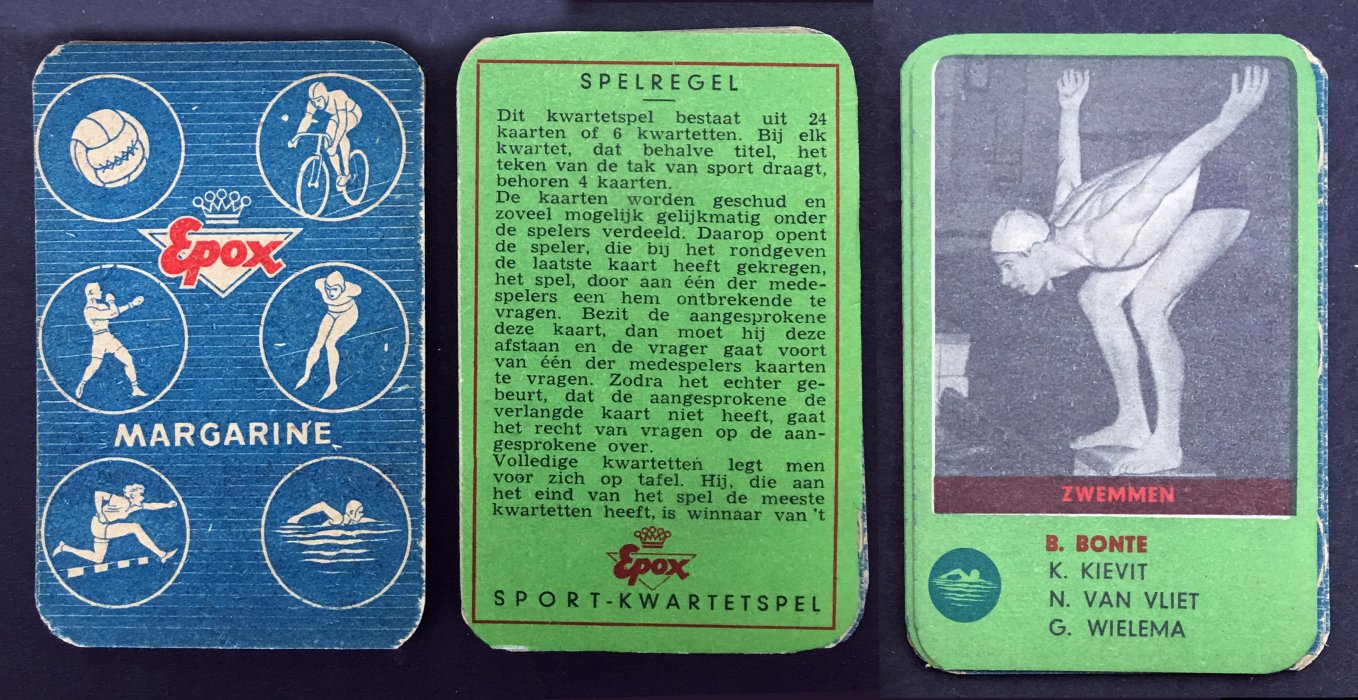 Epox
MARGARINE
SPELREGEL
Dit kwartetspel bestaat uit 24
kaarten of 6 kwartetten. Bij elk
kwartet, dat behalve titel, het
teken van de tak van sport draagt,
behoren 4 kaarten.
De kaarten worden geschud en
zoveel mogelijk gelijkmatig onder
de spelers verdeeld. Daarop opent
de speler, die bij het rondgeven
de laatste kaart heeft gekregen,
het spel, door aan één der mede-
spelers een hem ontbrekende te
vragen. Bezit de aangesprokene
deze kaart, dan moet hij deze
afstaan en de vrager gaat voort
van één der medespelers kaarten
te vragen. Zodra het echter ge-
beurt, dat de aangesprokene de
verlangde kaart niet heeft, gaat
het recht van vragen op de aan-
gesprokene over.
Volledige kwartetten legt men
voor zich op tafel. Hij, die aan
het eind van het spel de meeste
kwartetten heeft, is winnaar van 't
Epox
SPORT-KWARTETSPEL
ZWEMMEN
B. BONTE
K. KIEVIT
N. VAN VLIET
G. WIELEMA